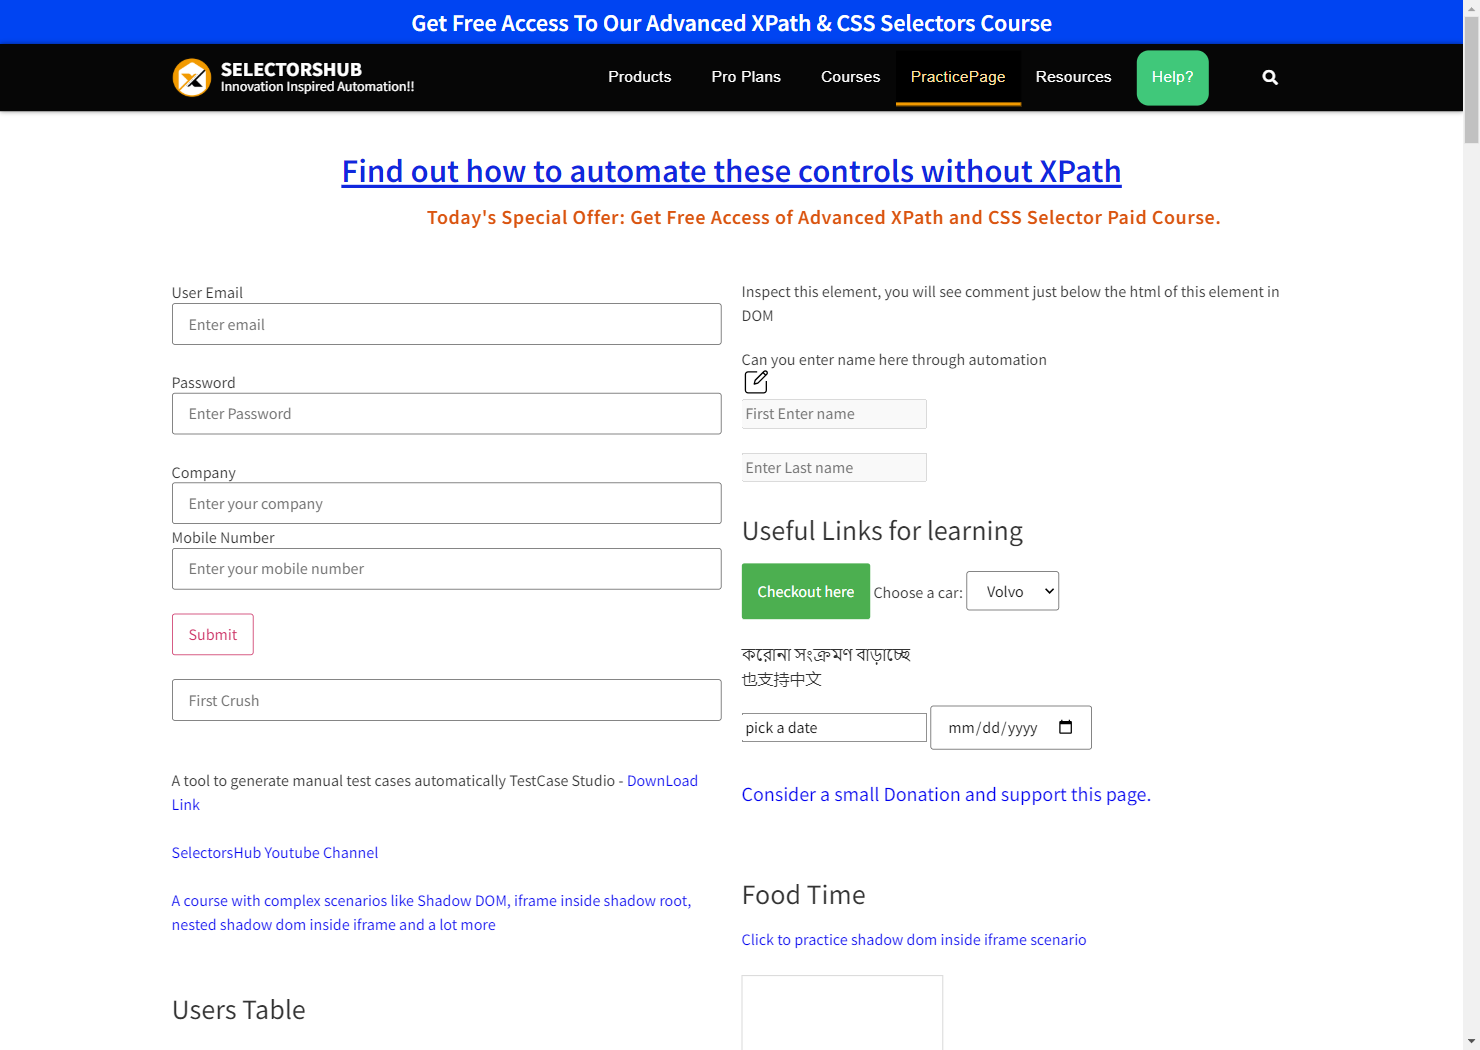 Get Free Access To Our Advanced XPath & CSS Selectors Course
SELECTORSHUB
Innovation Inspired Automation!!
Products
Pro Plans
Courses
PracticePage
Resources
Help?
Find out how to automate these controls without XPath
Today's Special Offer: Get Free Access of Advanced XPath and CSS Selector Paid Course.
User Email
Enter email
Password
Enter Password
Company
Enter your company
Mobile Number
Enter your mobile number
Submit
First Crush
A tool to generate manual test cases automatically TestCase Studio - DownLoad
Link
SelectorsHub Youtube Channel
A course with complex scenarios like Shadow DOM, iframe inside shadow root,
nested shadow dom inside iframe and a lot more
Users Table
Inspect this element, you will see comment just below the html of this element in
DOM
Can you enter name here through automation
First Enter name
Enter Last name
Useful Links for learning
Checkout here
Choose a car:
Volvo
করোনা সংক্রমণ বাড়াচ্ছে
也支持中文
pick a date
mm/dd/yyyy
Consider a small Donation and support this page.
Food Time
Click to practice shadow dom inside iframe scenario